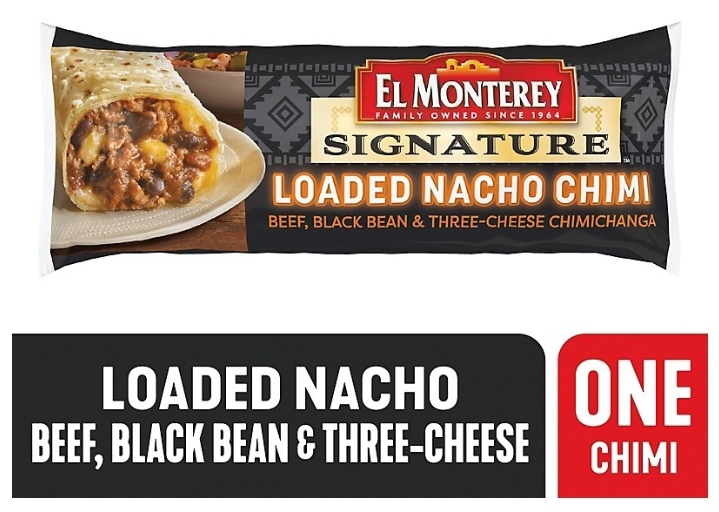 EL MONTEREY
FAMILY OWNED SINCE 1964
SIGNATURE™
LOADED NACHO CHIMI
BEEF, BLACK BEAN & THREE-CHEESE CHIMICHANGA
LOADED NACHO
BEEF, BLACK BEAN & THREE-CHEESE
ONE
CHIMI